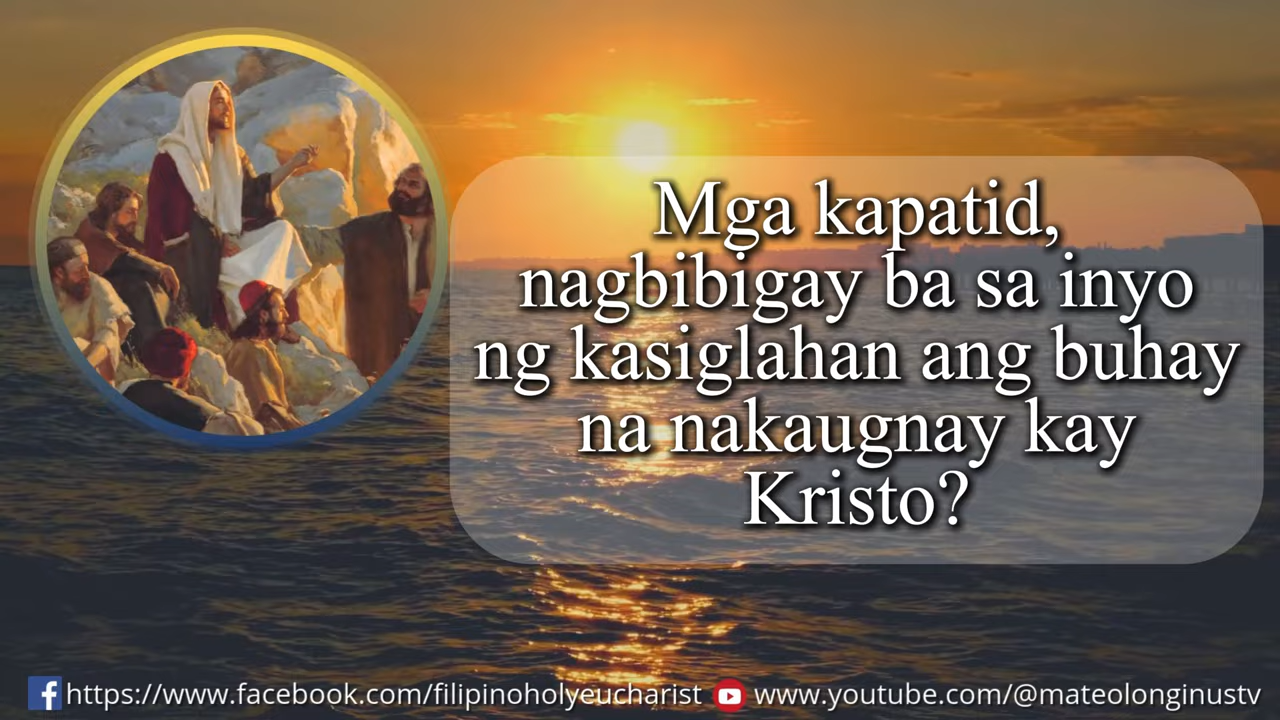 Mga kapatid,
nagbibigay ba sa inyo
ng kasiglahan ang buhay
na nakaugnay kay
Kristo?
https://www.facebook.com/filipinoholyeucharist www.youtube.com/@mateolonginustv